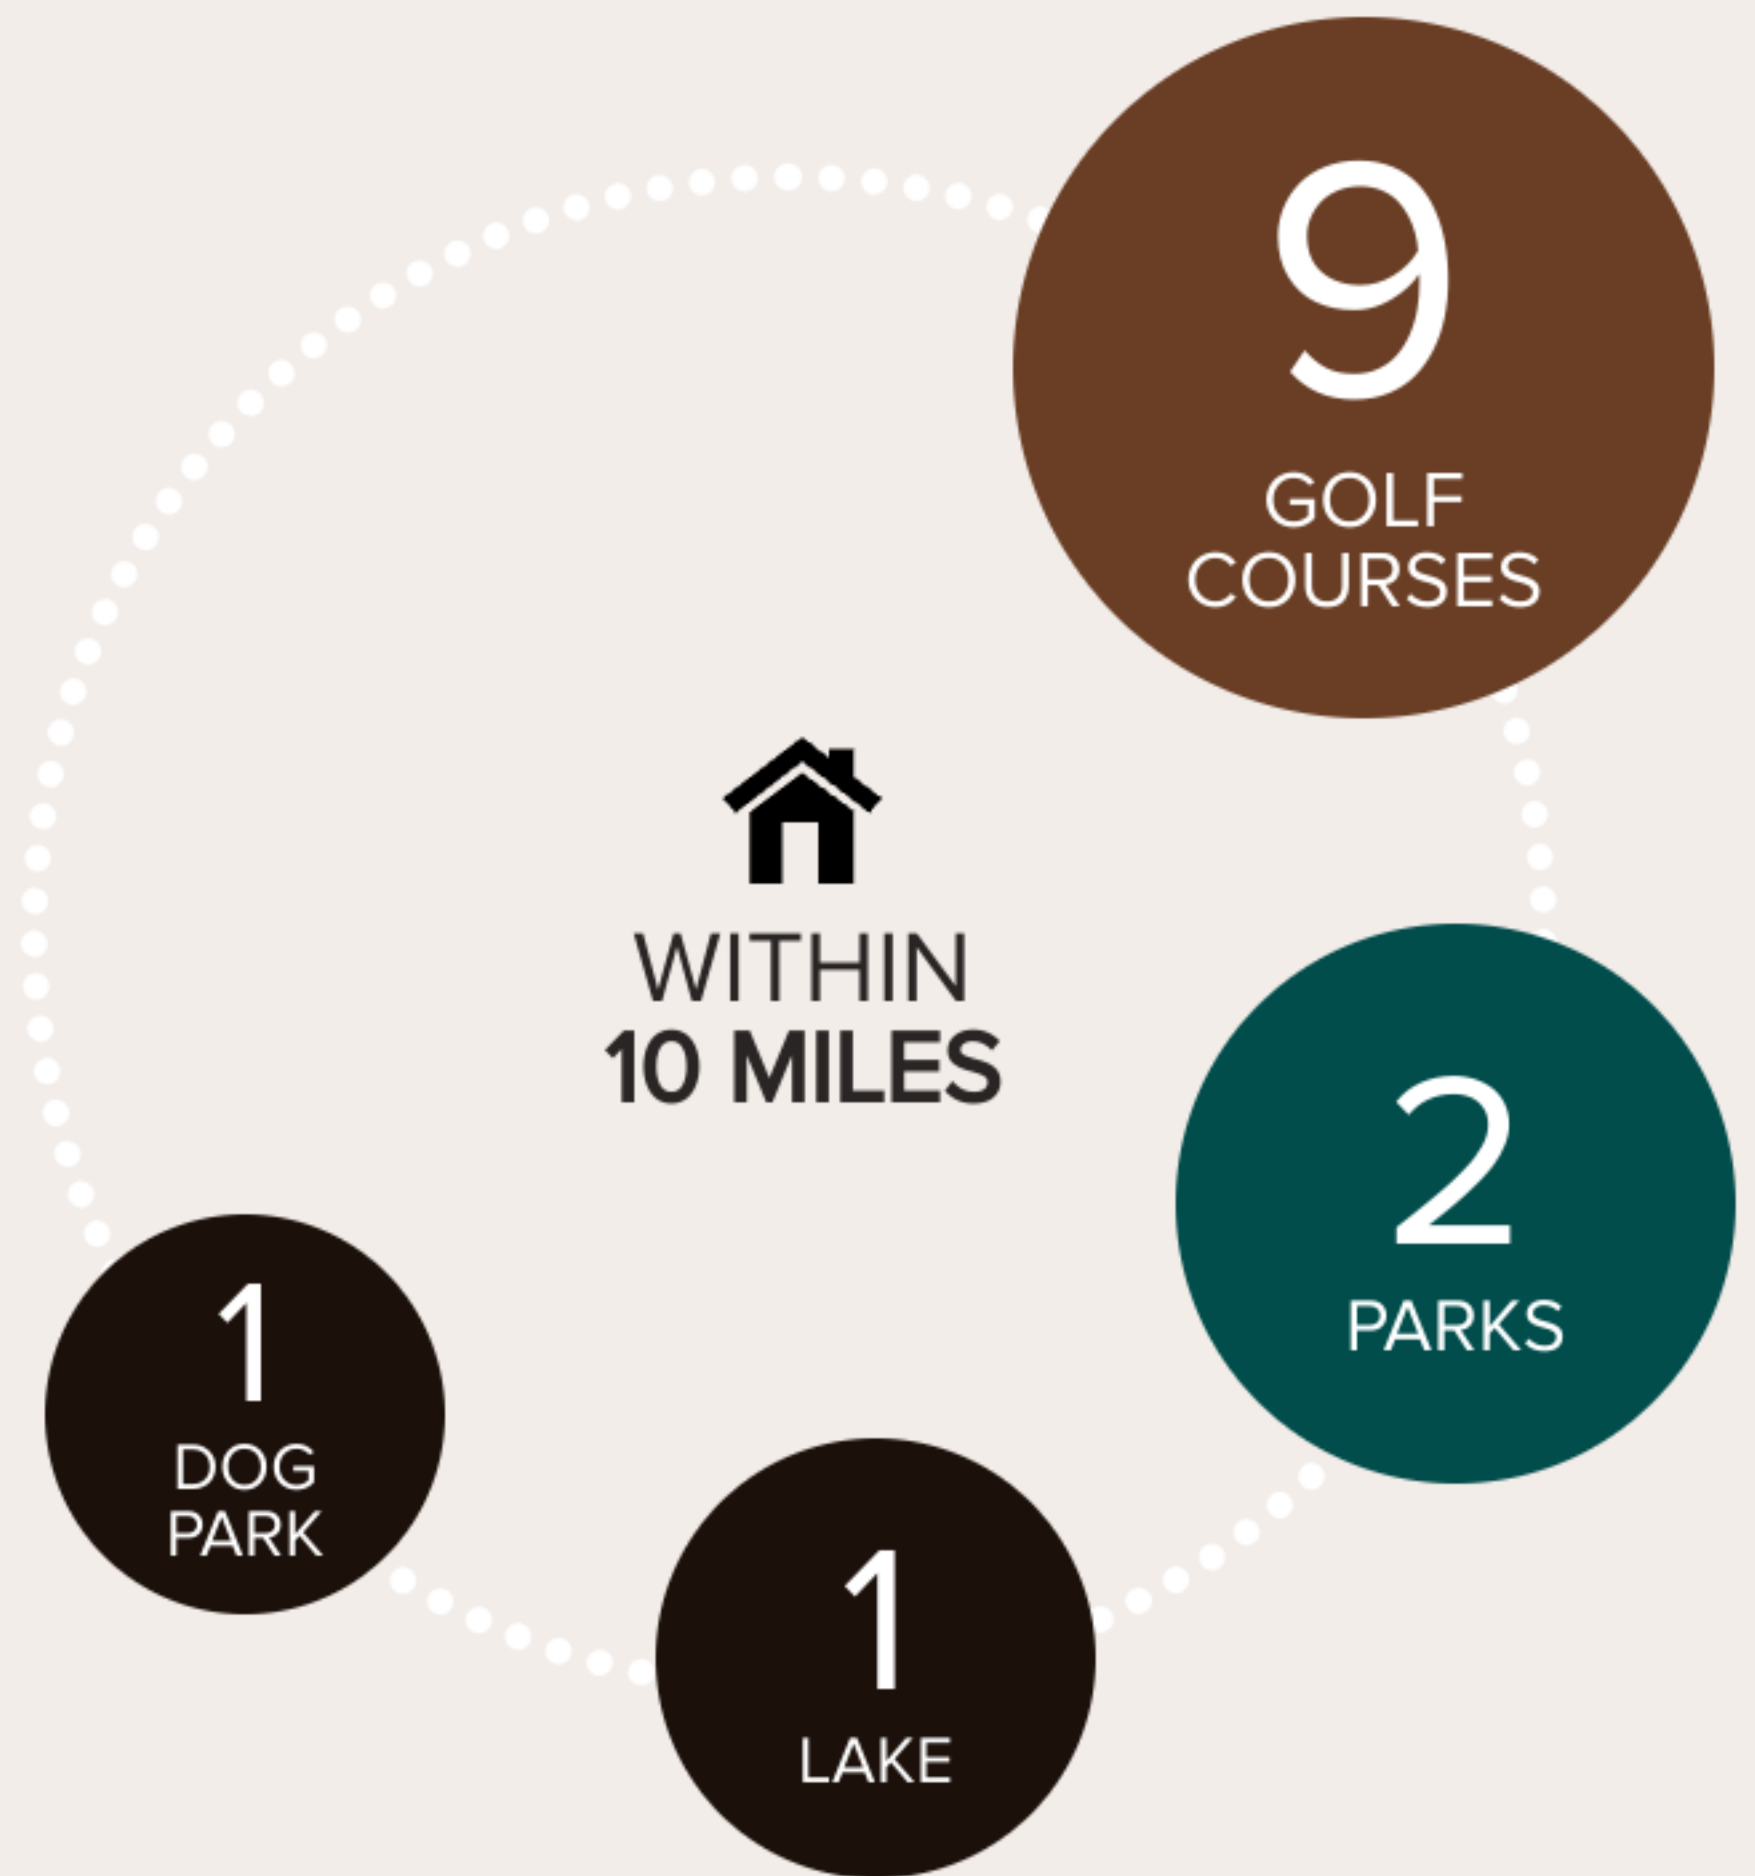 9
GOLF
COURSES
WITHIN
10 MILES
2
PARKS
1
DOG
PARK
1
LAKE